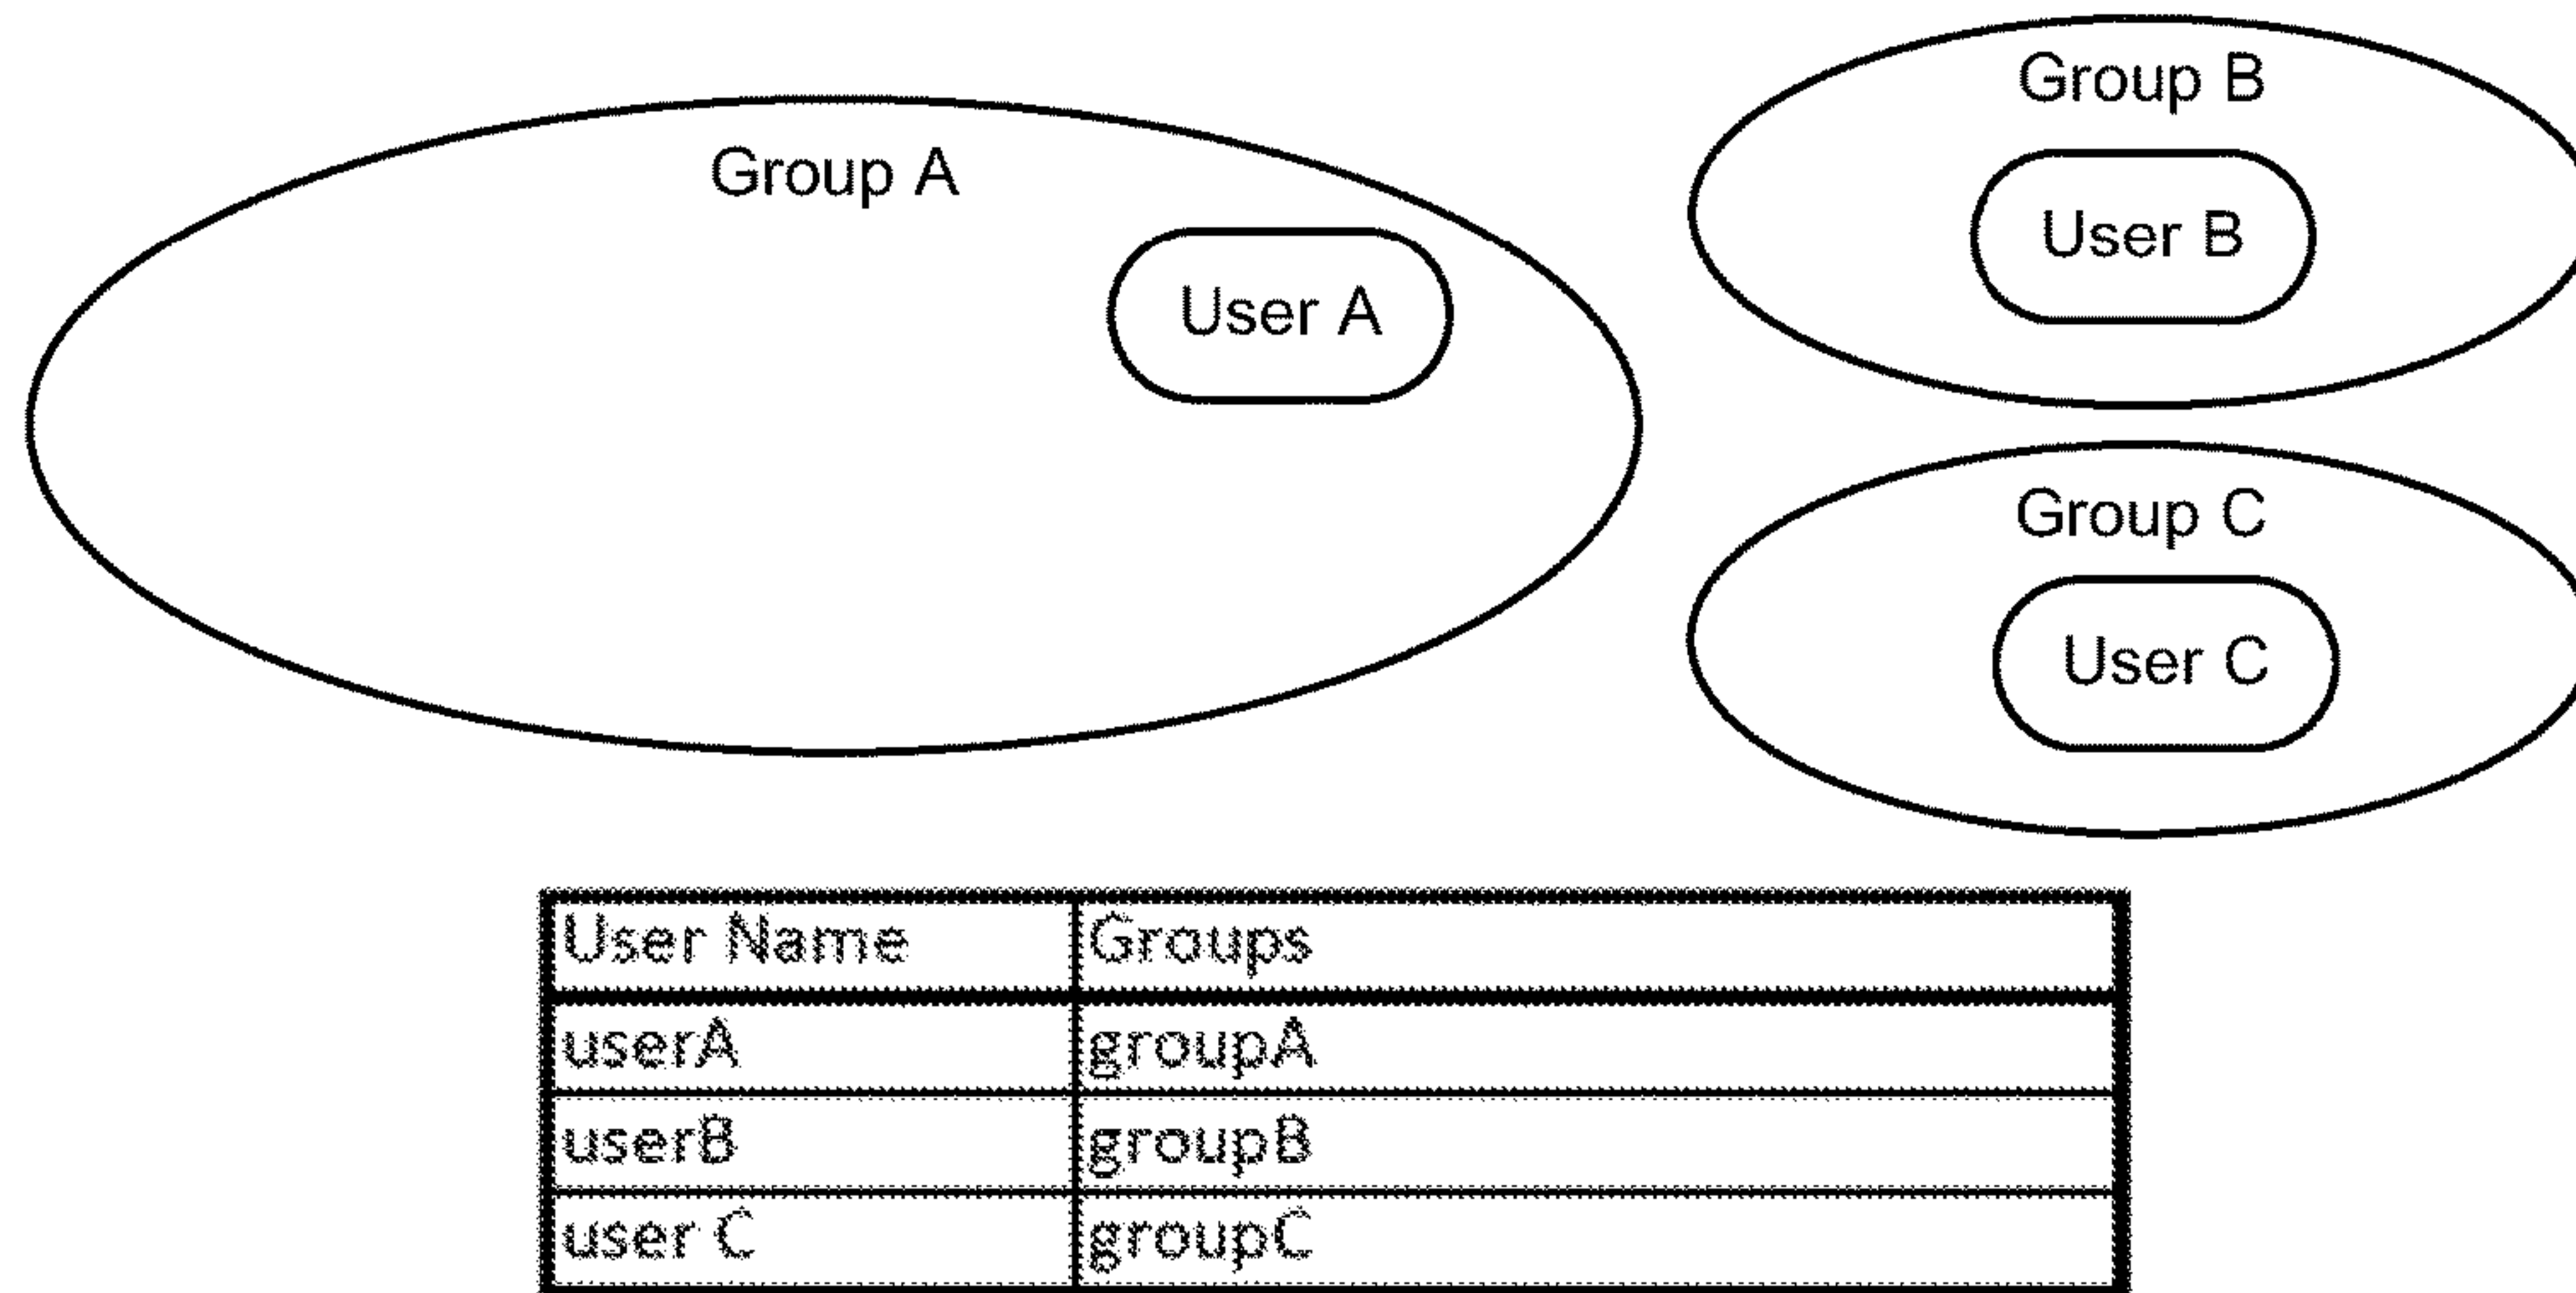 Group A
User A
Group B
User B
Group C
User C
User Name Groups
userA groupA
userB groupB
user C groupC